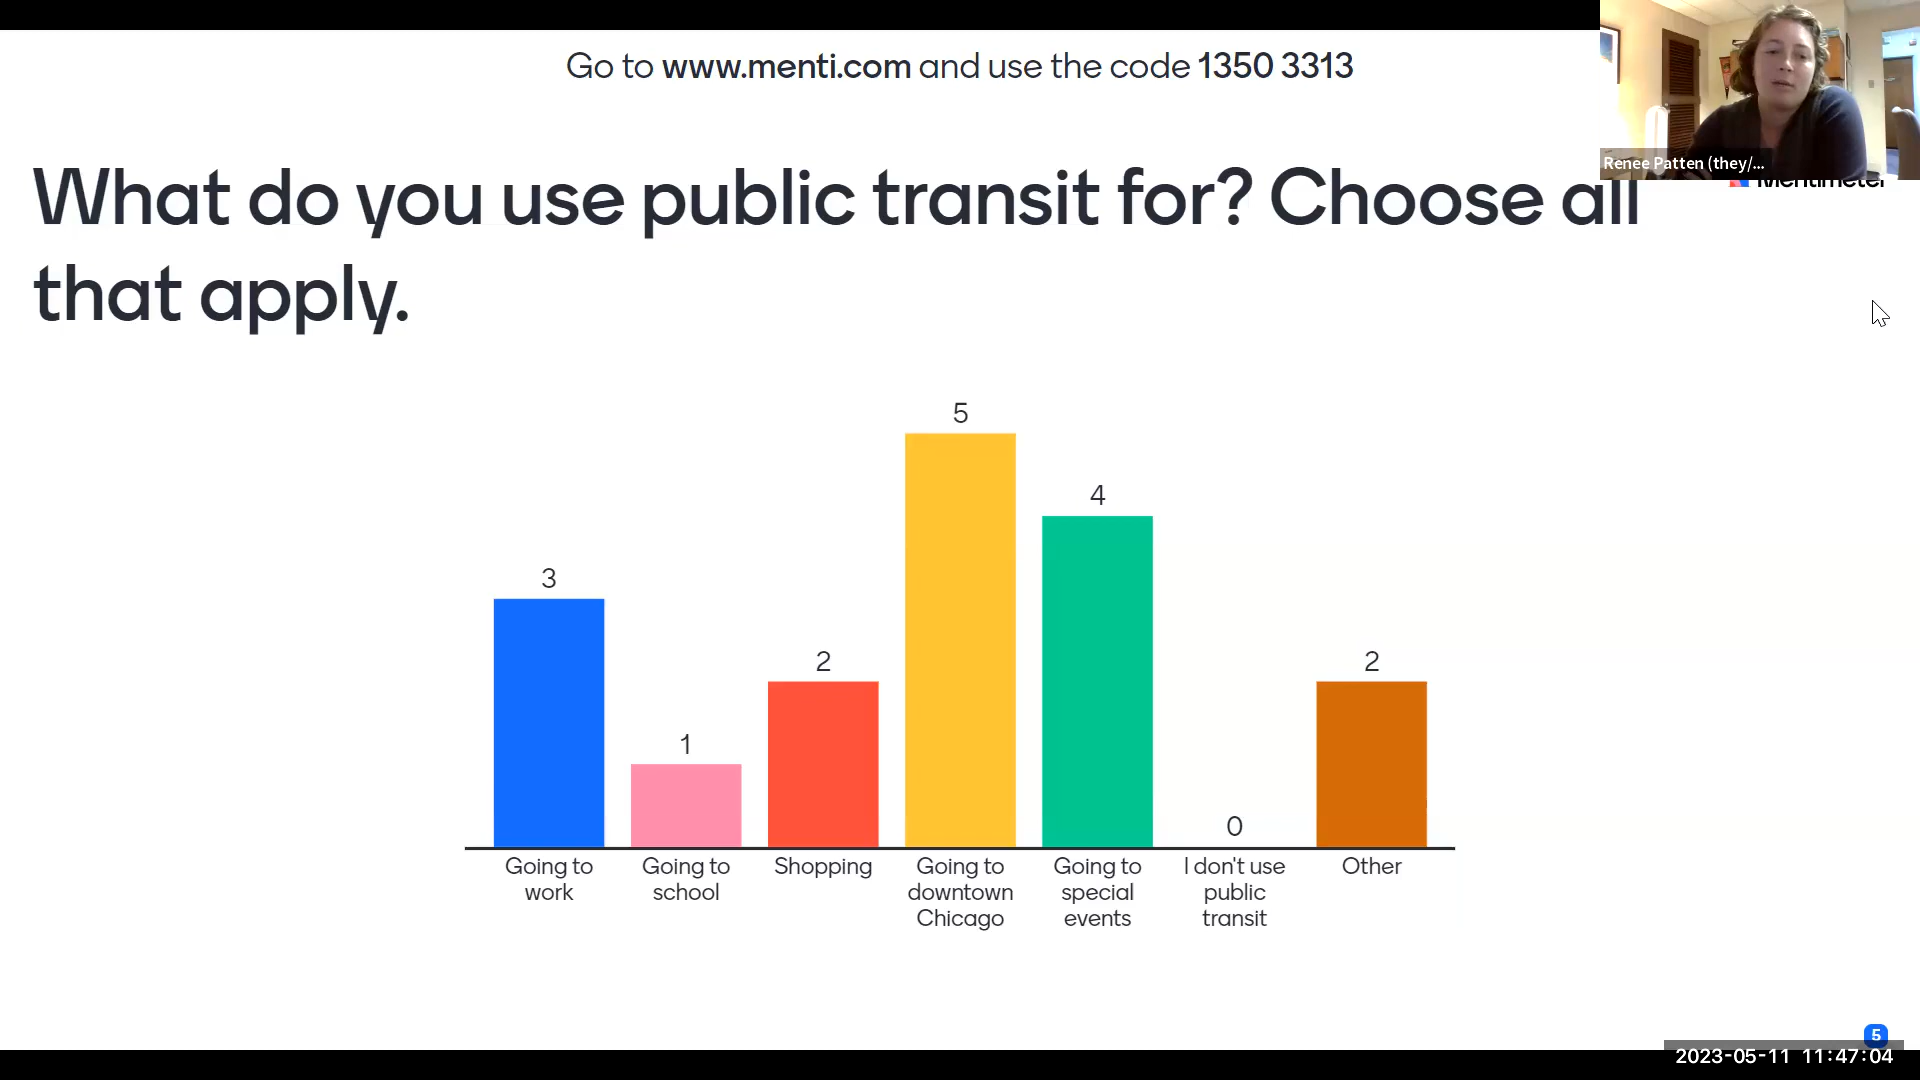 Go to www.menti.com and use the code 1350 3313
Renee Patten (they/...
Mentimeter
What do you use public transit for? Choose all
that apply.
5
4
3
2
2
1
0
Going to
work
Going to
school
Shopping
Going to
downtown
Chicago
Going to
special
events
I don't use
public
transit
Other
5
2023-05-11 11:47:04